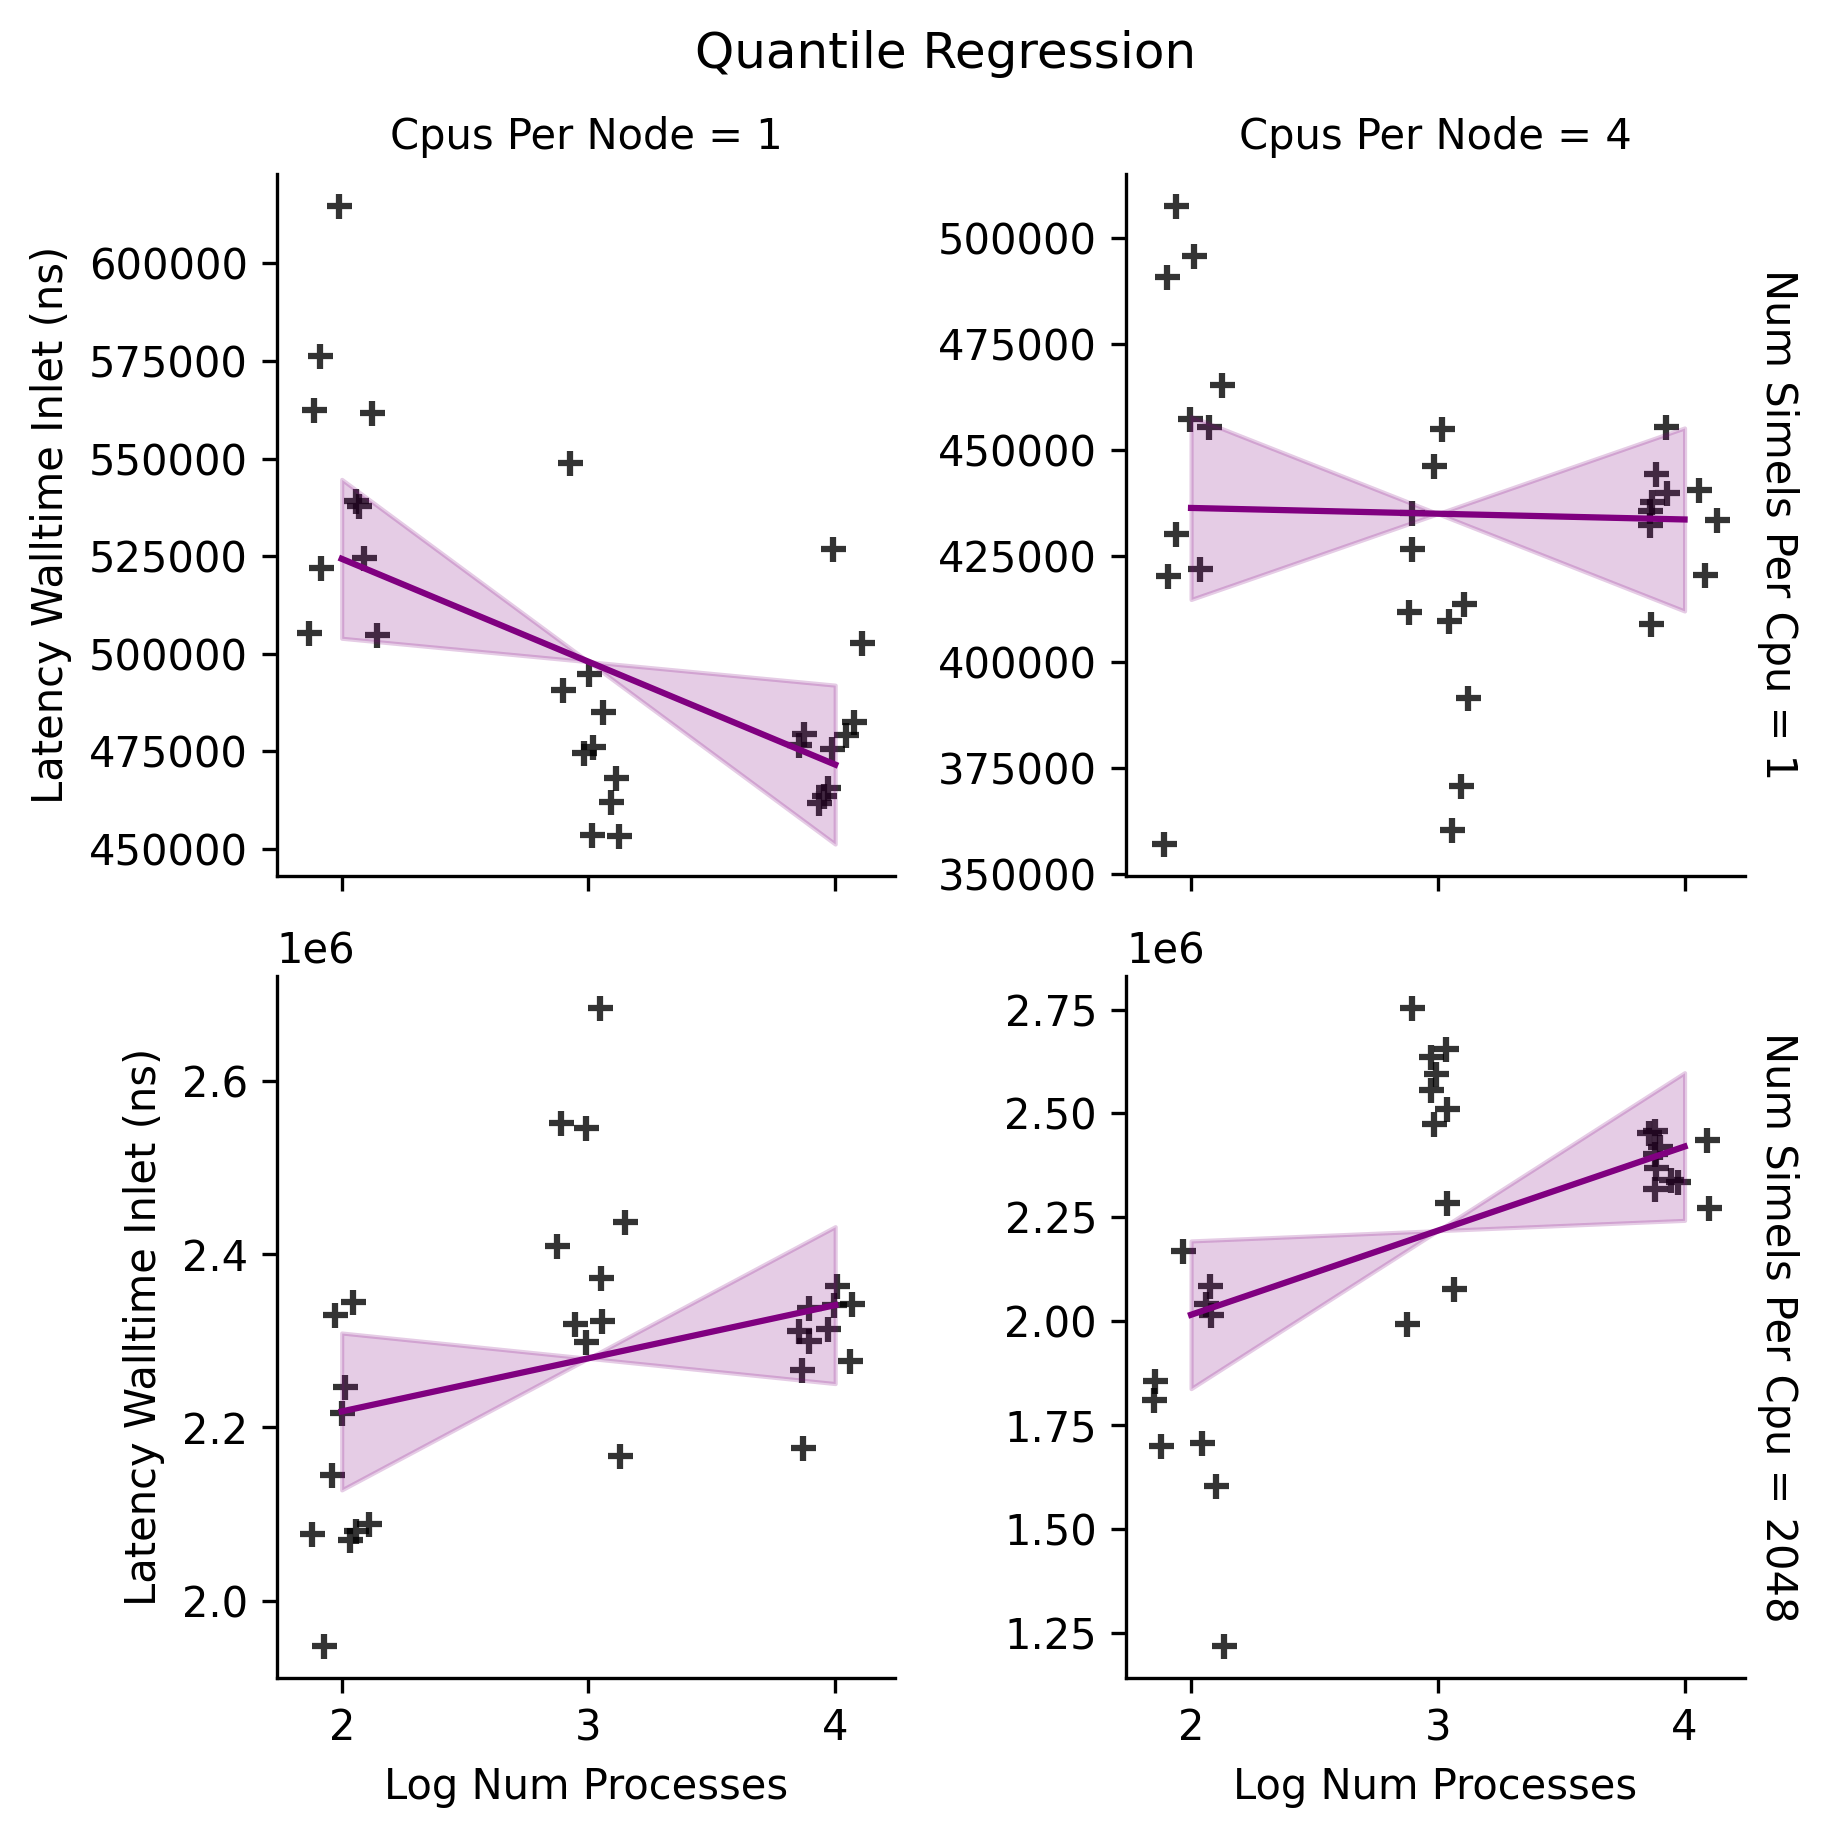 Quantile Regression
Cpus Per Node = 1
Cpus Per Node = 4
Latency Walltime Inlet (ns)
600000
575000
550000
525000
500000
475000
450000
500000
475000
450000
425000
400000
375000
350000
Num Simels Per Cpu = 1
1e6
Latency Walltime Inlet (ns)
2.6
2.4
2.2
2.0
2 3 4
Log Num Processes
1e6
2.75
2.50
2.25
2.00
1.75
1.50
1.25
2 3 4
Log Num Processes
Num Simels Per Cpu = 2048